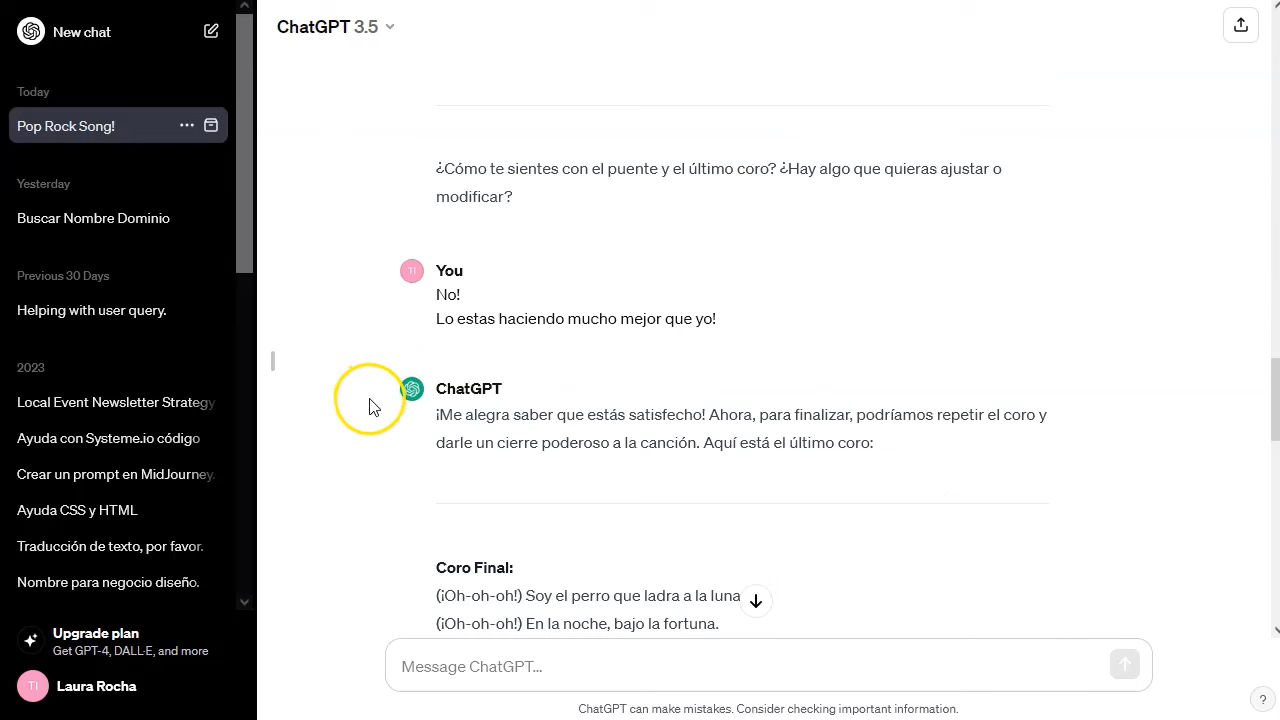 New chat
Today
Pop Rock Song!
Yesterday
Buscar Nombre Dominio
Previous 30 Days
Helping with user query.
2023
Local Event Newsletter Strategy
Ayuda con Systeme.io código
Crear un prompt en MidJourney.
Ayuda CSS y HTML
Traducción de texto, por favor.
Nombre para negocio diseño.
Upgrade plan
Get GPT-4, DALL·E, and more
TI
Laura Rocha
ChatGPT 3.5
¿Cómo te sientes con el puente y el último coro? ¿Hay algo que quieras ajustar o
modificar?
TI
You
No!
Lo estas haciendo mucho mejor que yo!
ChatGPT
¡Me alegra saber que estás satisfecho! Ahora, para finalizar, podríamos repetir el coro y
darle un cierre poderoso a la canción. Aquí está el último coro:
Coro Final:
(¡Oh-oh-oh!) Soy el perro que ladra a la luna
(¡Oh-oh-oh!) En la noche, bajo la fortuna.
Message ChatGPT...
ChatGPT can make mistakes. Consider checking important information.
?